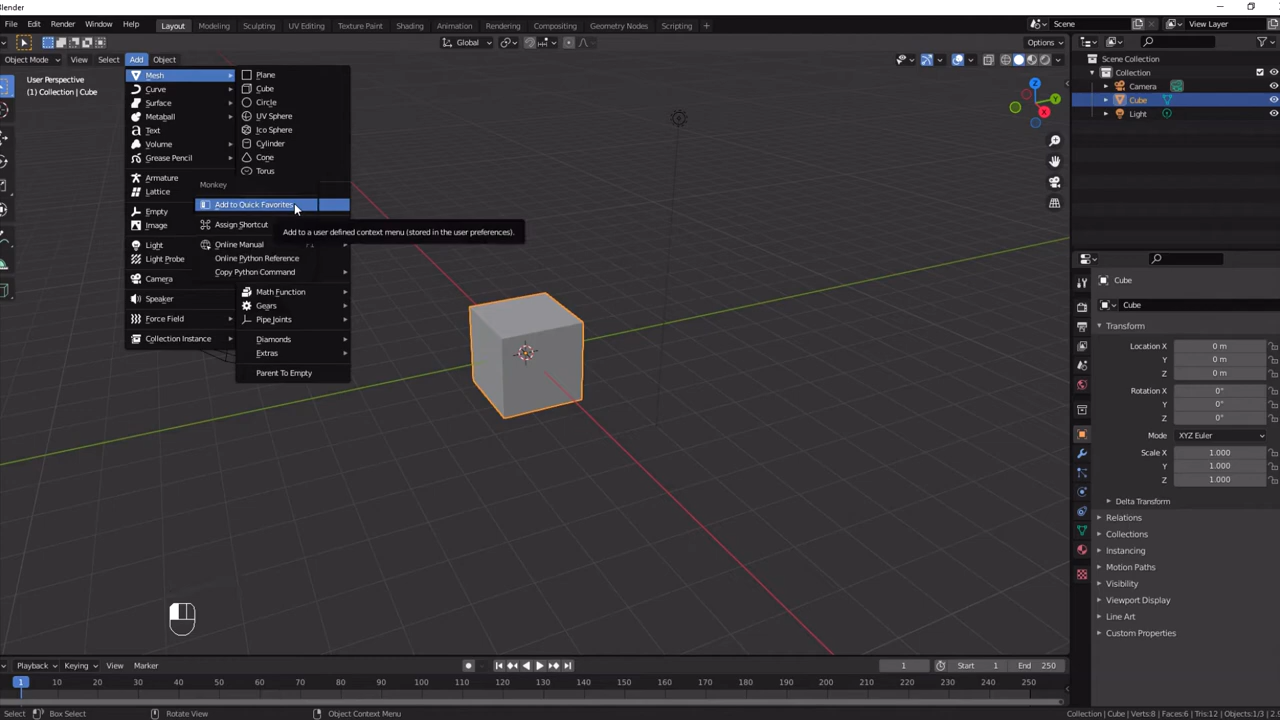 Blender
File Edit Render Window Help Layout Modeling Sculpting UV Editing Texture Paint Shading Animation Compositing Rendering Geometry Nodes Scripting + Scene View Layer
Global Options
Object Mode View Select Add Object
User Perspective
(1) Collection | Cube
Mesh
Curve
Surface
Metaball
Text
Volume
Grease Pencil
Armature
Lattice
Empty
Image
Light
Light Probe
Camera
Speaker
Force Field
Collection Instance
Plane
Cube
Circle
UV Sphere
Ico Sphere
Cylinder
Cone
Torus
Monkey
Add to Quick Favorites
Assign Shortcut
Online Manual F1
Online Python Reference
Copy Python Command
Add to a user defined context menu (stored in the user preferences).
Math Function
Gears
Pipe Joints
Diamonds
Extras
Parent To Empty
Z
Y
X
Scene Collection
Collection
Camera
Cube
Light
Cube
Cube
Transform
Location X 0 m
Y 0 m
Z 0 m
Rotation X 0°
Y 0°
Z 0°
Mode XYZ Euler
Scale X 1.000
Y 1.000
Z 1.000
Delta Transform
Relations
Collections
Instancing
Motion Paths
Visibility
Viewport Display
Line Art
Custom Properties
Playback Keying View Marker 1 Start 1 End 250
1 10 20 30 40 50 60 70 80 90 100 110 120 130 140 150 160 170 180 190 200 210 220 230 240 250
Select Box Select Rotate View Object Context Menu Collection | Cube | Verts:8 | Faces:6 | Tris:12 | Objects:1/3 | 2.9